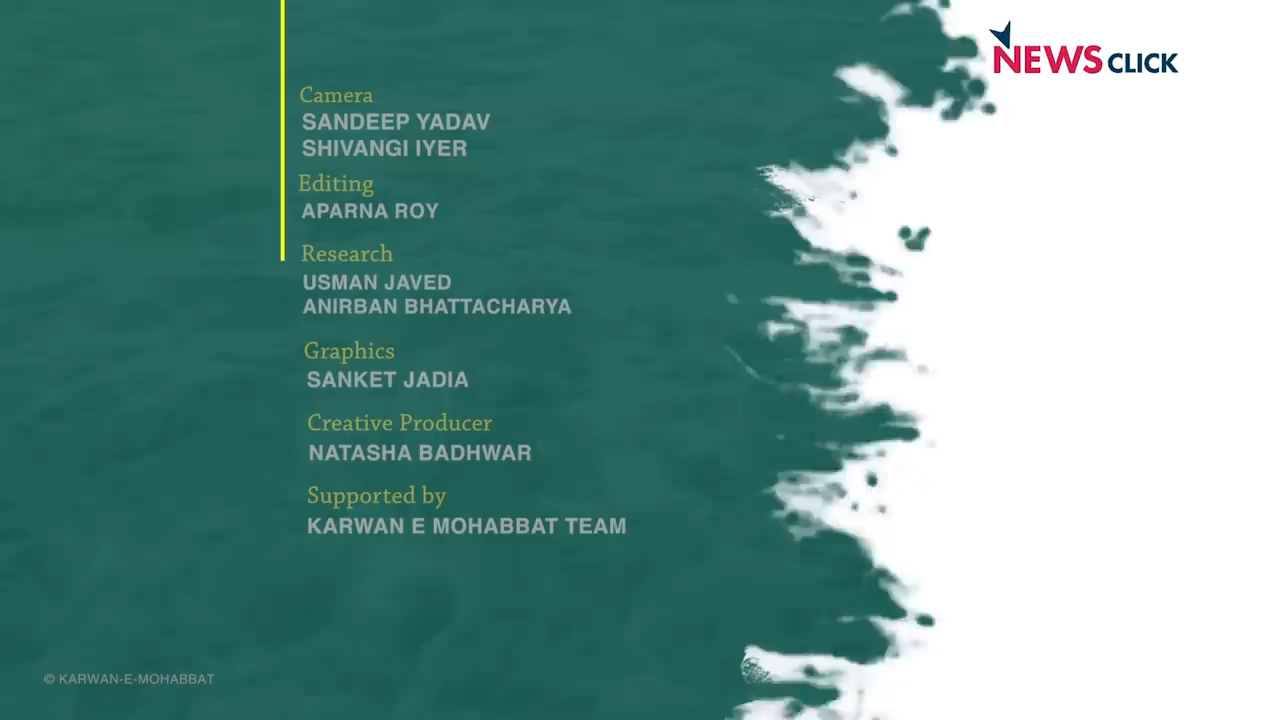 NEWSCLICK
Camera
SANDEEP YADAV
SHIVANGI IYER
Editing
APARNA ROY
Research
USMAN JAVED
ANIRBAN BHATTACHARYA
Graphics
SANKET JADIA
Creative Producer
NATASHA BADHWAR
Supported by
KARWAN E MOHABBAT TEAM
© KARWAN-E-MOHABBAT